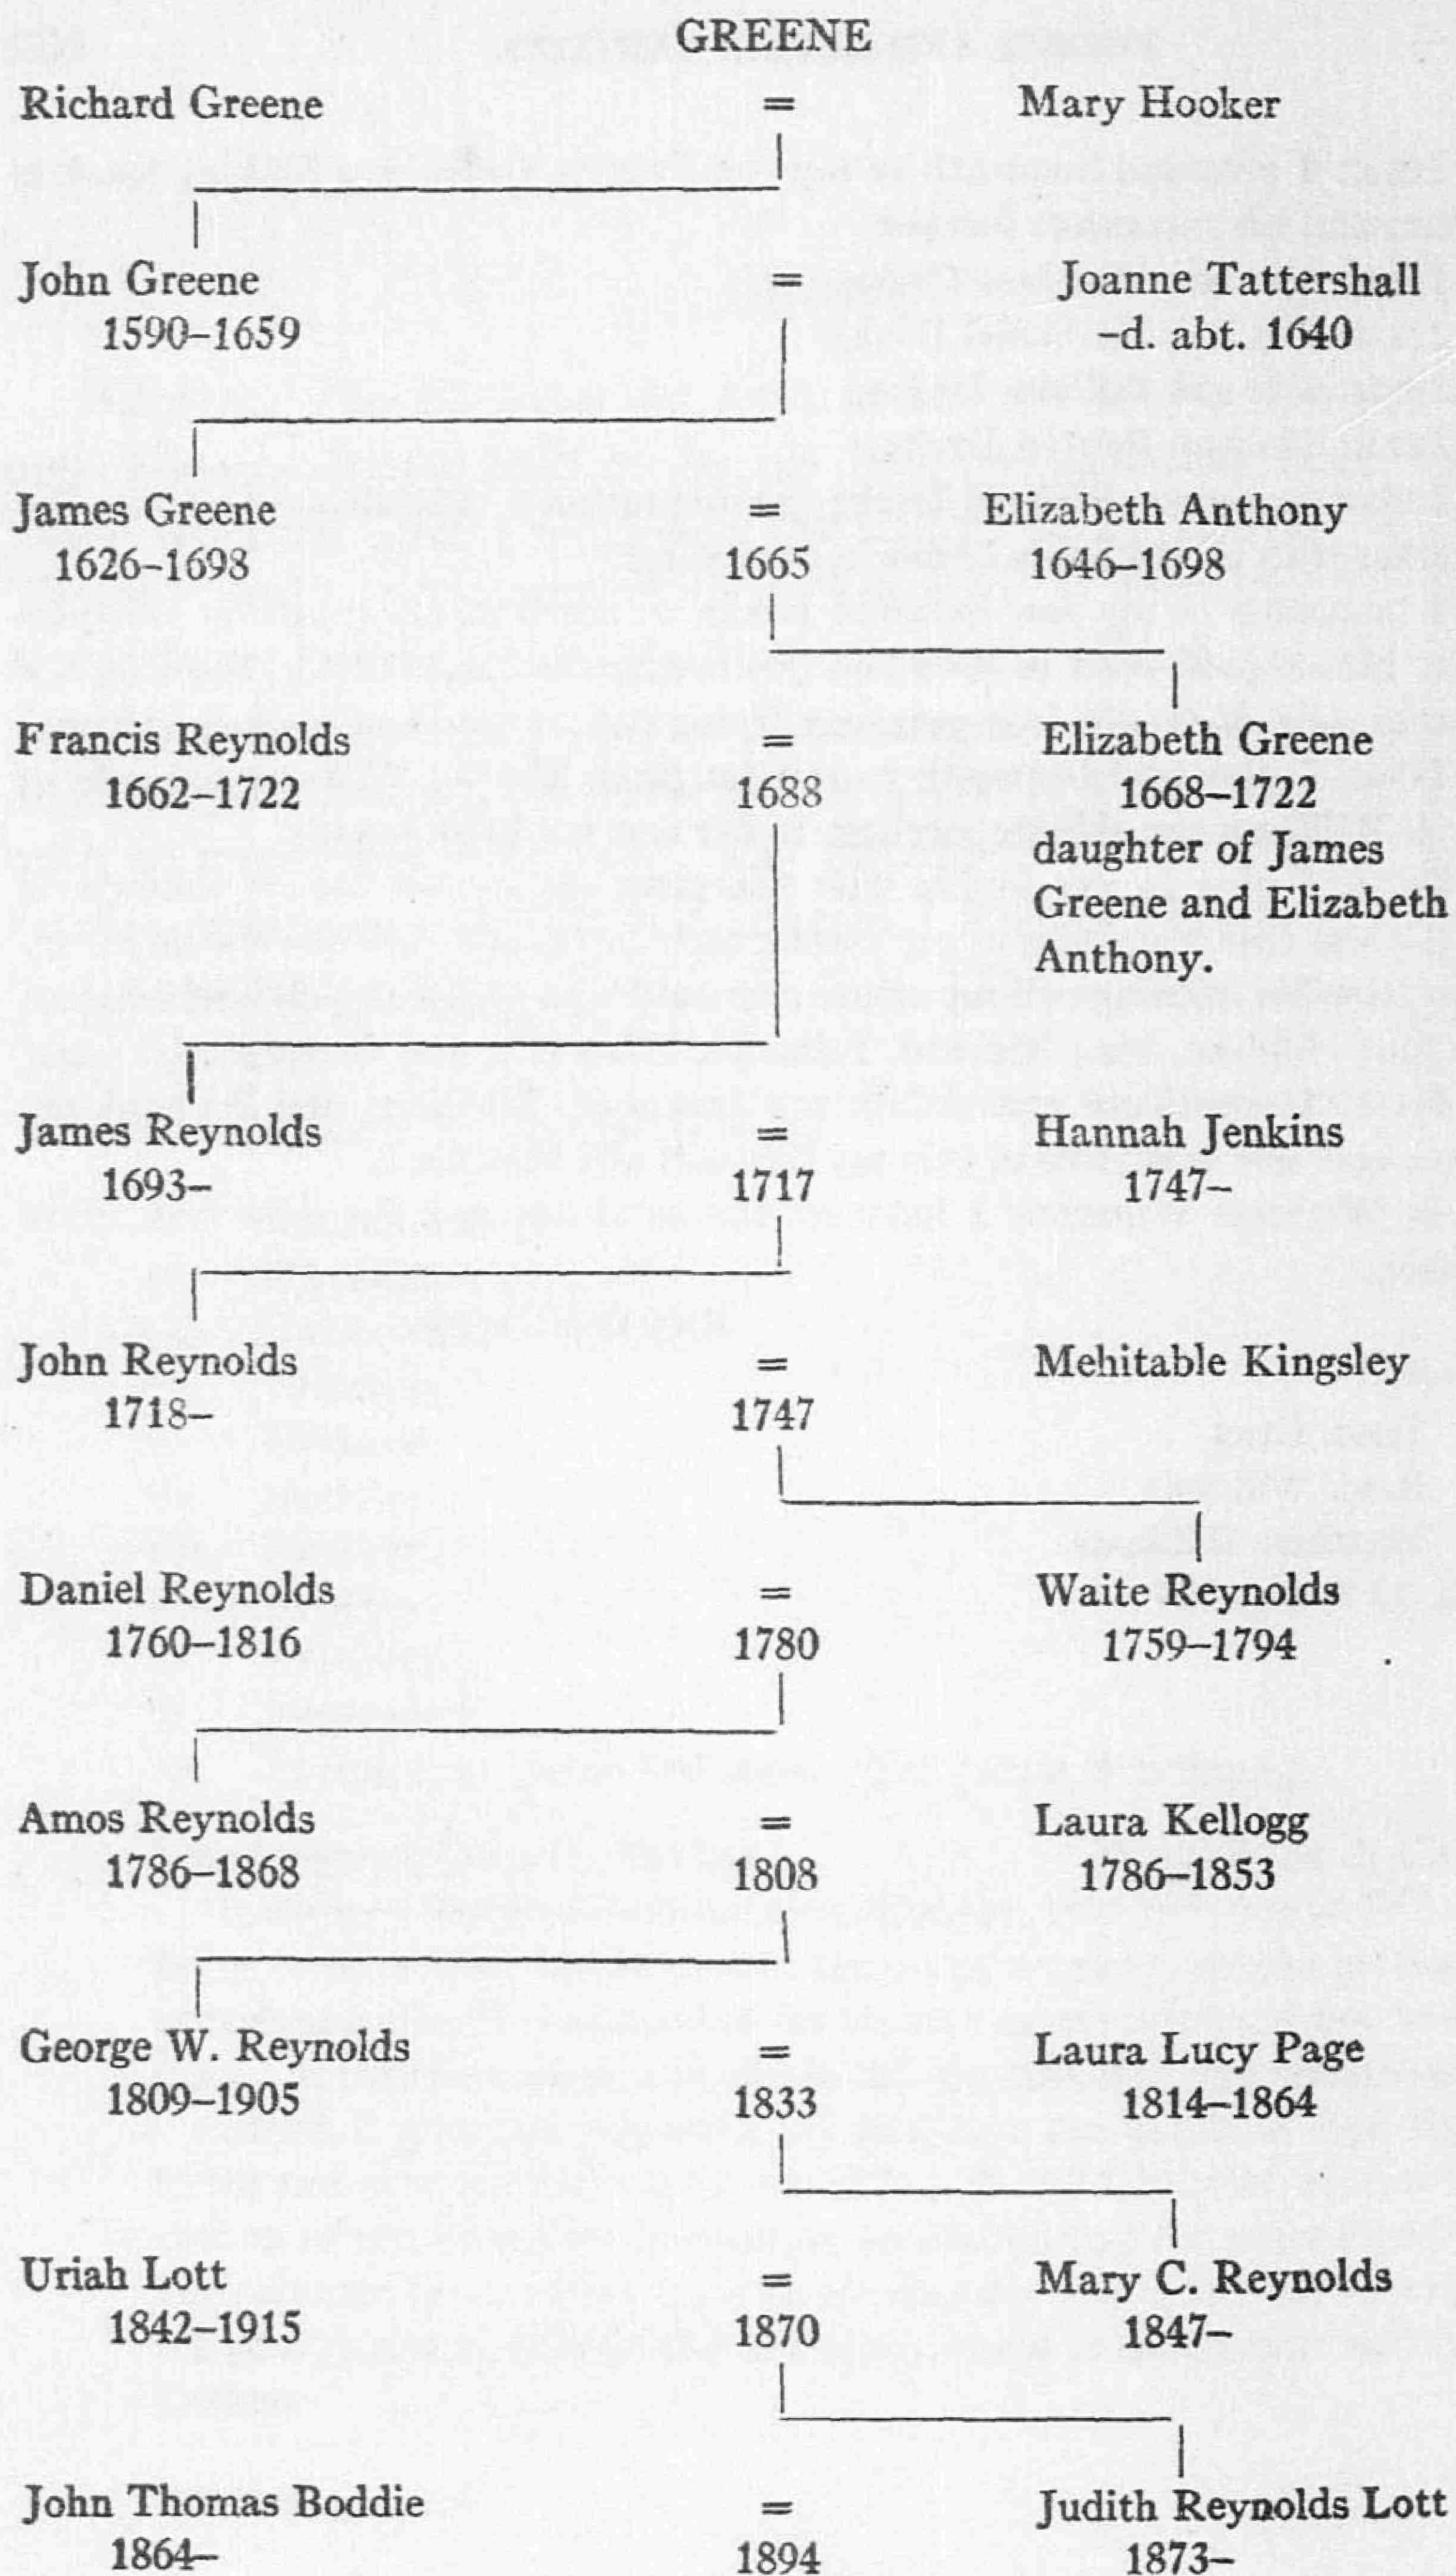 GREENE
Richard Greene = Mary Hooker
John Greene = Joanne Tattershall
1590–1659 –d. abt. 1640
James Greene = Elizabeth Anthony
1626–1698 1665 1646–1698
Francis Reynolds = Elizabeth Greene
1662–1722 1688 1668–1722
daughter of James
Greene and Elizabeth
Anthony.
James Reynolds = Hannah Jenkins
1693– 1717 1747–
John Reynolds = Mehitable Kingsley
1718– 1747
Daniel Reynolds = Waite Reynolds
1760–1816 1780 1759–1794
Amos Reynolds = Laura Kellogg
1786–1868 1808 1786–1853
George W. Reynolds = Laura Lucy Page
1809–1905 1833 1814–1864
Uriah Lott = Mary C. Reynolds
1842–1915 1870 1847–
John Thomas Boddie = Judith Reynolds Lott
1864– 1894 1873–